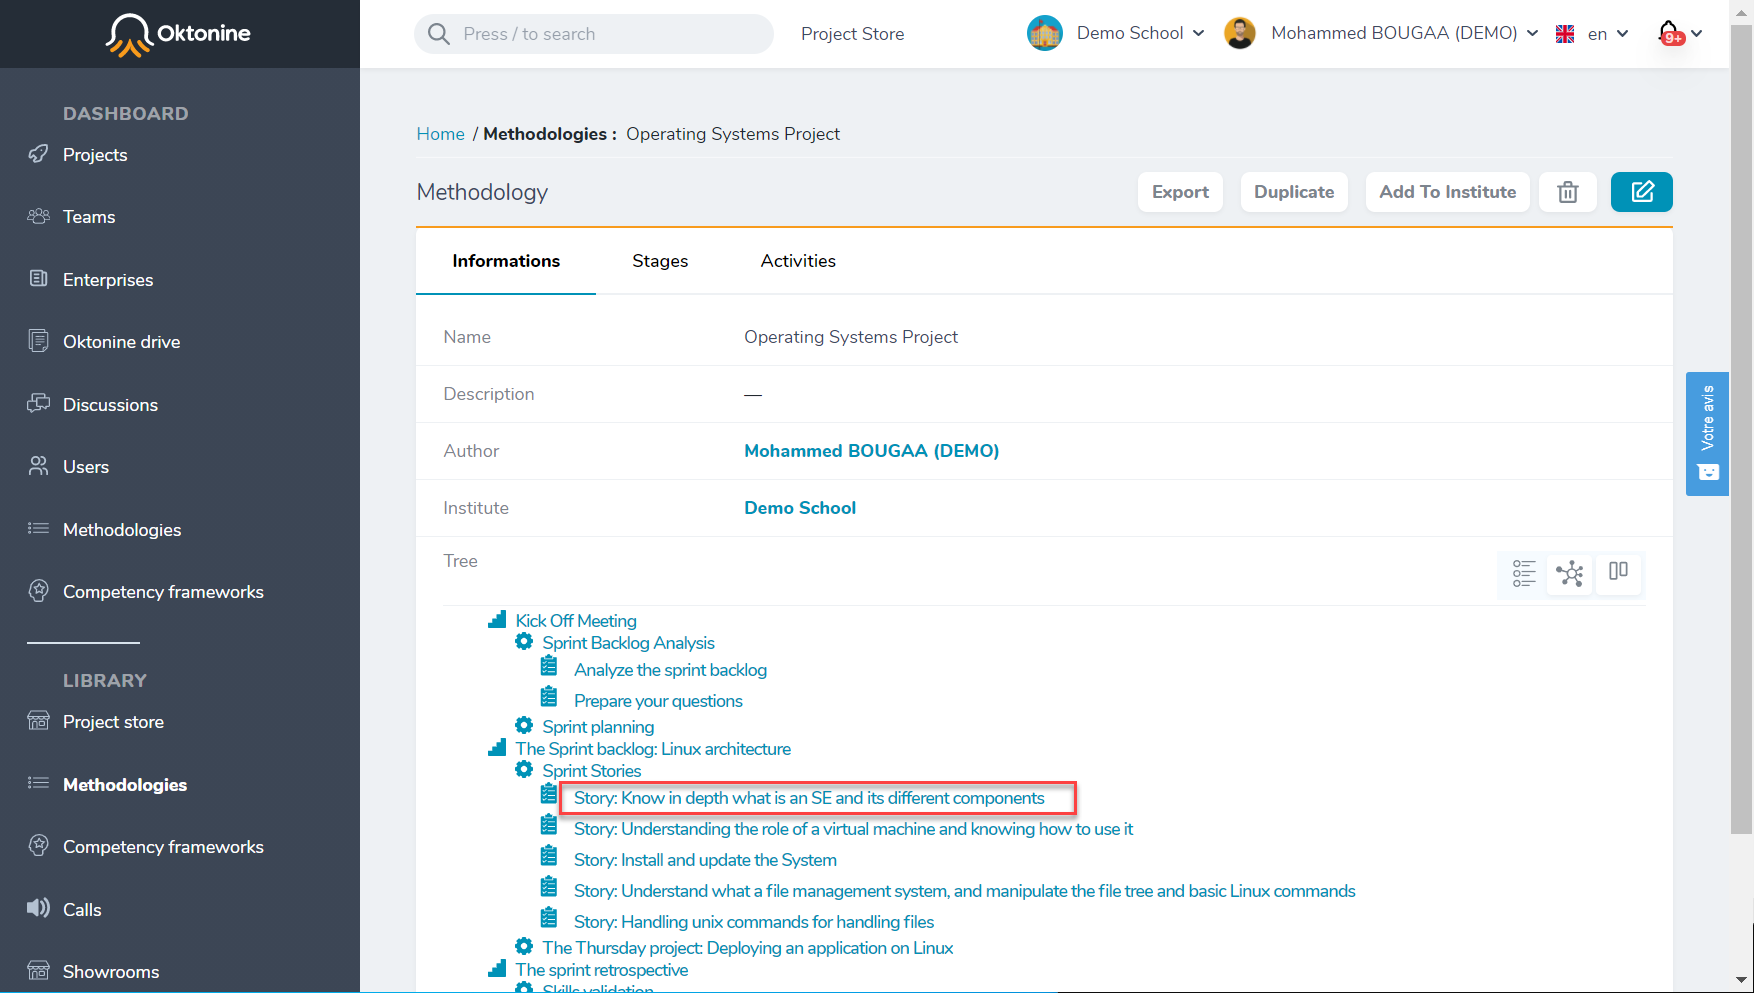 Oktonine
Press / to search
Project Store
Demo School
Mohammed BOUGAA (DEMO)
en
9+
DASHBOARD
Projects
Teams
Enterprises
Oktonine drive
Discussions
Users
Methodologies
Competency frameworks
LIBRARY
Project store
Methodologies
Competency frameworks
Calls
Showrooms
Home / Methodologies : Operating Systems Project
Methodology
Export
Duplicate
Add To Institute
Informations
Stages
Activities
Name Operating Systems Project
Description —
Author Mohammed BOUGAA (DEMO)
Institute Demo School
Tree
Kick Off Meeting
Sprint Backlog Analysis
Analyze the sprint backlog
Prepare your questions
Sprint planning
The Sprint backlog: Linux architecture
Sprint Stories
Story: Know in depth what is an SE and its different components
Story: Understanding the role of a virtual machine and knowing how to use it
Story: Install and update the System
Story: Understand what a file management system, and manipulate the file tree and basic Linux commands
Story: Handling unix commands for handling files
The Thursday project: Deploying an application on Linux
The sprint retrospective
Skills validation
Votre avis